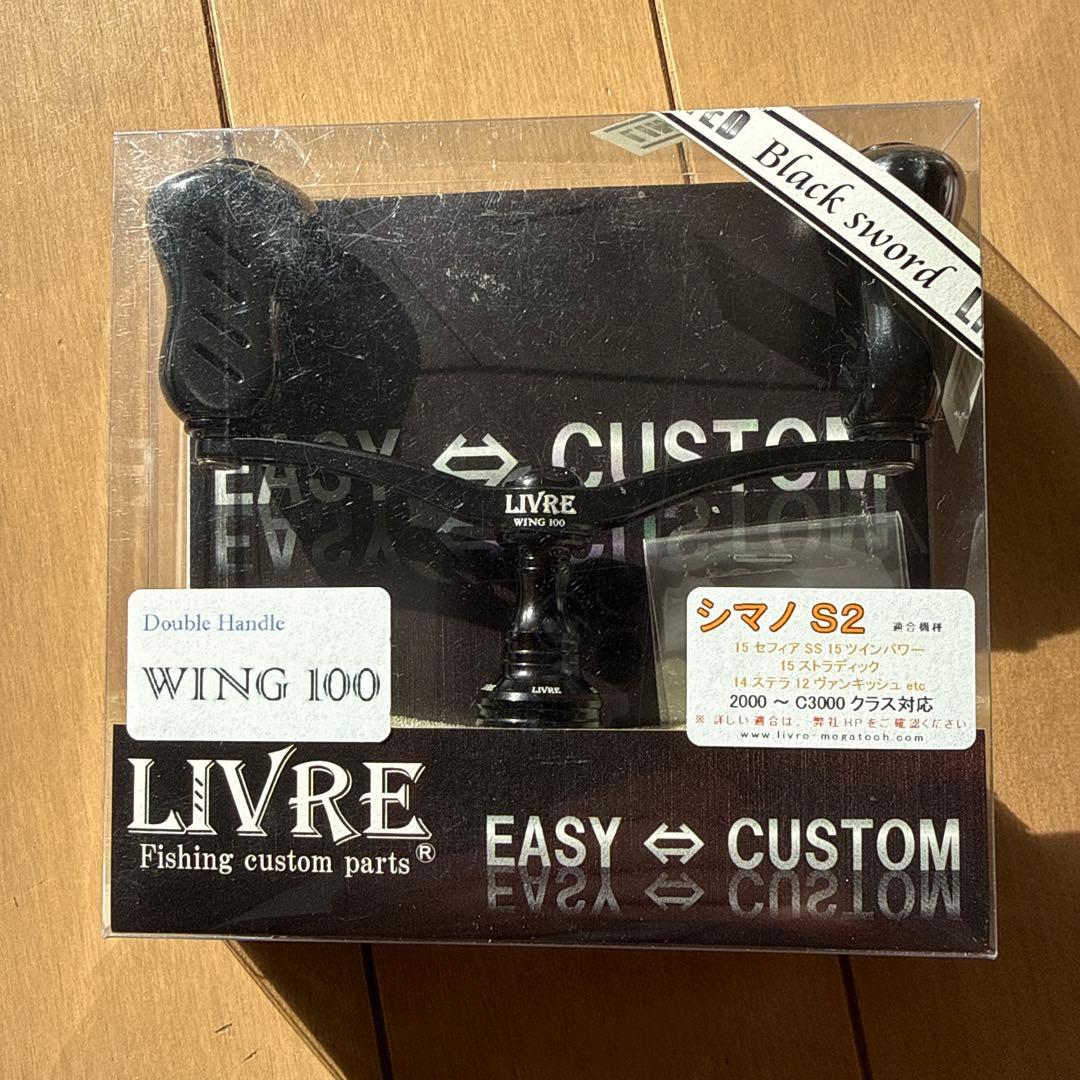 Black sword
EASY ⇔ CUSTOM
LIVRE
WING 100
Double Handle
WING 100
シマノ S2 適合機種
15 セフィア SS 15 ツインパワー
15 ストラディック
14 ステラ 12 ヴァンキッシュ etc
2000 ～ C3000 クラス対応
※ 詳しい適合は、弊社HPをご確認ください
www.livre-megatech.com
LIVRE
LIVRE
Fishing custom parts®
EASY ⇔ CUSTOM